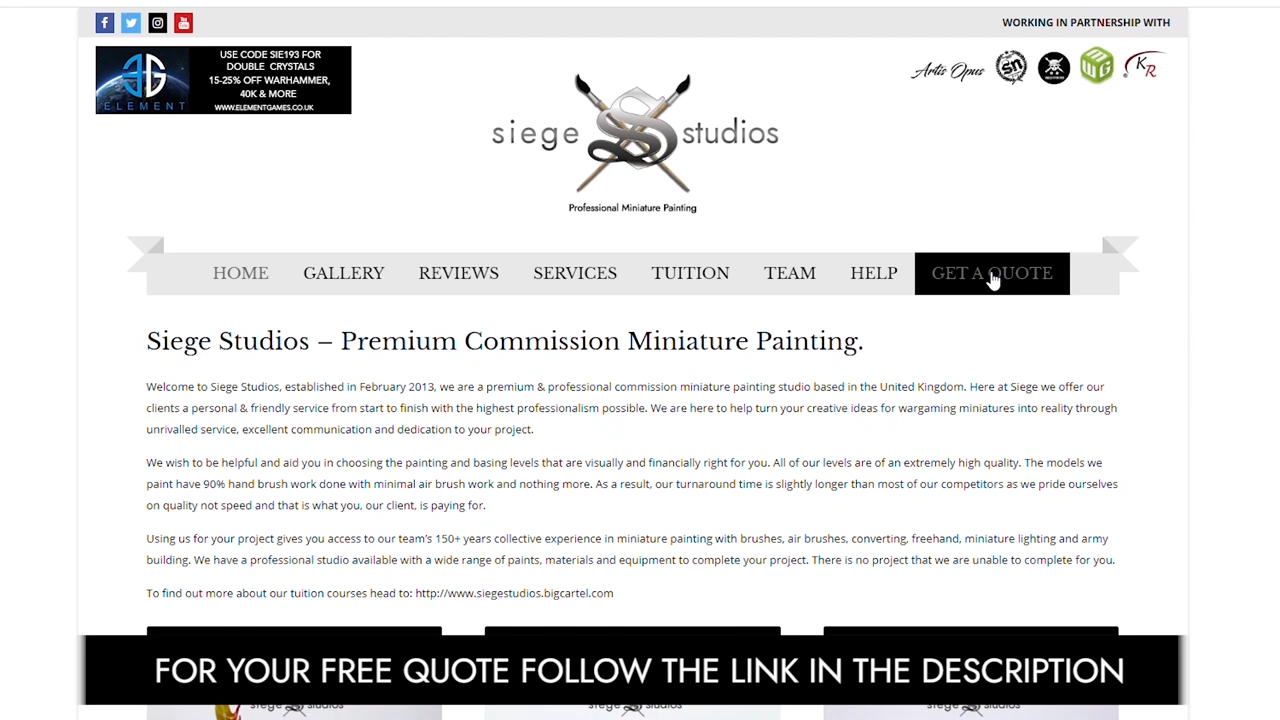 WORKING IN PARTNERSHIP WITH
USE CODE SIE193 FOR
DOUBLE CRYSTALS
15-25% OFF WARHAMMER,
40K & MORE
WWW.ELEMENTGAMES.CO.UK
ELEMENT
Artis Opus
sn
MWG
KR
siege S studios
Professional Miniature Painting
HOME GALLERY REVIEWS SERVICES TUITION TEAM HELP GET A QUOTE
Siege Studios – Premium Commission Miniature Painting.
Welcome to Siege Studios, established in February 2013, we are a premium & professional commission miniature painting studio based in the United Kingdom. Here at Siege we offer our
clients a personal & friendly service from start to finish with the highest professionalism possible. We are here to help turn your creative ideas for wargaming miniatures into reality through
unrivalled service, excellent communication and dedication to your project.
We wish to be helpful and aid you in choosing the painting and basing levels that are visually and financially right for you. All of our levels are of an extremely high quality. The models we
paint have 90% hand brush work done with minimal air brush work and nothing more. As a result, our turnaround time is slightly longer than most of our competitors as we pride ourselves
on quality not speed and that is what you, our client, is paying for.
Using us for your project gives you access to our team's 150+ years collective experience in miniature painting with brushes, air brushes, converting, freehand, miniature lighting and army
building. We have a professional studio available with a wide range of paints, materials and equipment to complete your project. There is no project that we are unable to complete for you.
To find out more about our tuition courses head to: http://www.siegestudios.bigcartel.com
FOR YOUR FREE QUOTE FOLLOW THE LINK IN THE DESCRIPTION